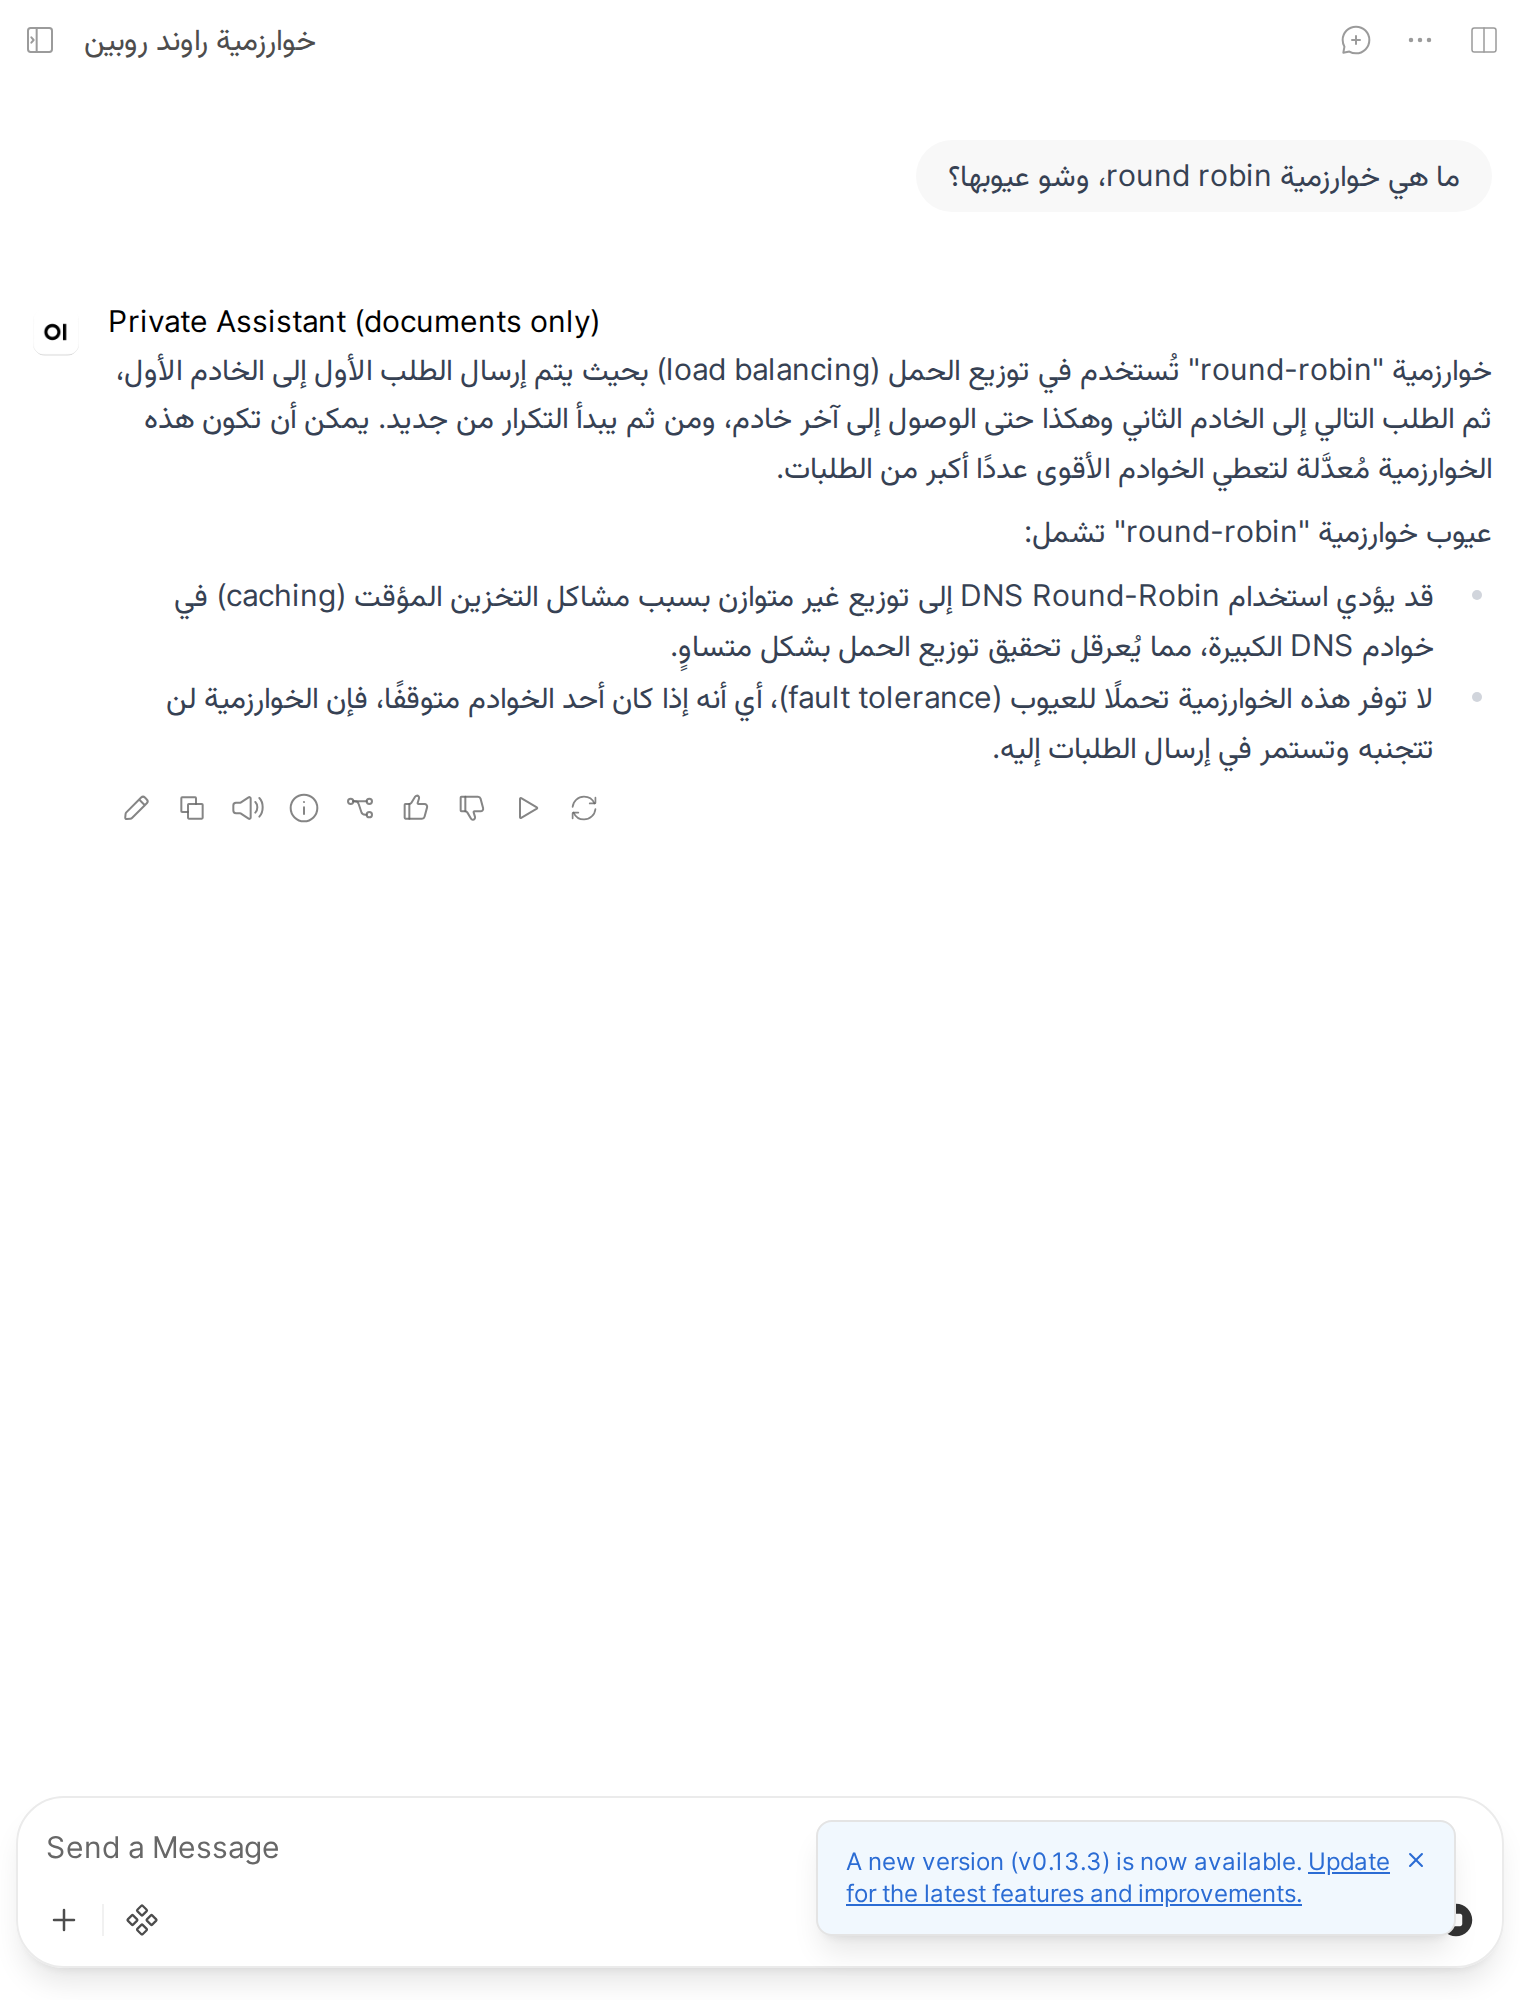 خوارزمية راوند روبين
ما هي خوارزمية round robin، وشو عيوبها؟
OI
Private Assistant (documents only)
خوارزمية "round-robin" تُستخدم في توزيع الحمل (load balancing) بحيث يتم إرسال الطلب الأول إلى الخادم الأول،
ثم الطلب التالي إلى الخادم الثاني وهكذا حتى الوصول إلى آخر خادم، ومن ثم يبدأ التكرار من جديد. يمكن أن تكون هذه
الخوارزمية مُعدَّلة لتعطي الخوادم الأقوى عددًا أكبر من الطلبات.
عيوب خوارزمية "round-robin" تشمل:
• قد يؤدي استخدام DNS Round-Robin إلى توزيع غير متوازن بسبب مشاكل التخزين المؤقت (caching) في
خوادم DNS الكبيرة، مما يُعرقل تحقيق توزيع الحمل بشكل متساوٍ.
• لا توفر هذه الخوارزمية تحملًا للعيوب (fault tolerance)، أي أنه إذا كان أحد الخوادم متوقفًا، فإن الخوارزمية لن
تتجنبه وتستمر في إرسال الطلبات إليه.
Send a Message
A new version (v0.13.3) is now available. Update
for the latest features and improvements.